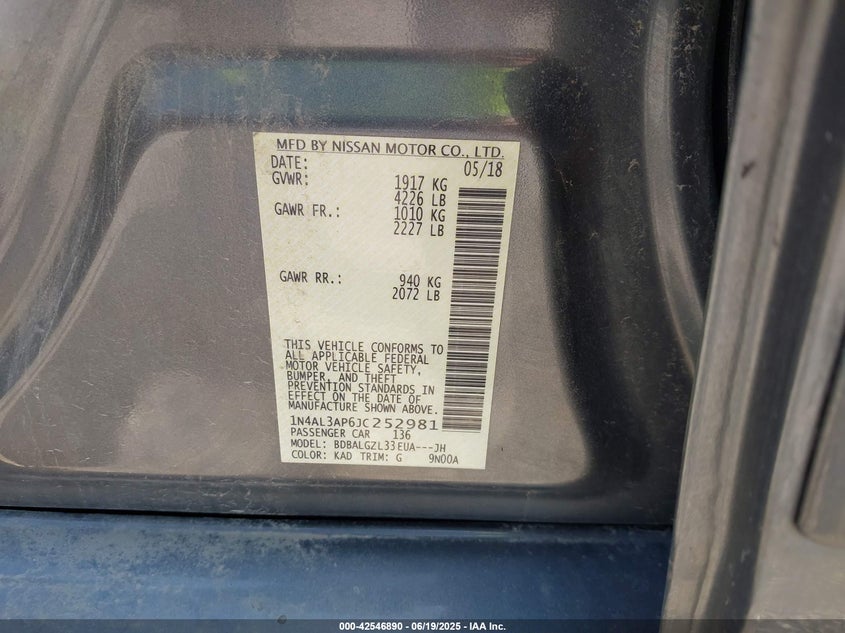 MFD BY NISSAN MOTOR CO., LTD.
DATE: 05/18
GVWR: 1917 KG
4226 LB
GAWR FR.: 1010 KG
2227 LB
GAWR RR.: 940 KG
2072 LB
THIS VEHICLE CONFORMS TO
ALL APPLICABLE FEDERAL
MOTOR VEHICLE SAFETY,
BUMPER, AND THEFT
PREVENTION STANDARDS IN
EFFECT ON THE DATE OF
MANUFACTURE SHOWN ABOVE.
1N4AL3AP6JC252981
PASSENGER CAR 136
MODEL: BDBALGZL33EUA---JH
COLOR: KAD TRIM: G 9N00A
000-42546890 - 06/19/2025 - IAA Inc.